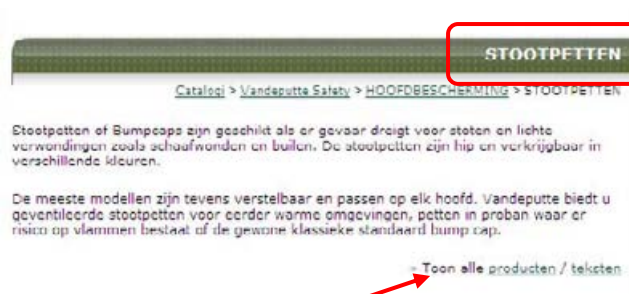 STOOTPETTEN
Catalogi > Vandeputte Safety > HOOFDBESCHERMING > STOOTPETTEN
Stootpetten of Bumpcaps zijn geschikt als er gevaar dreigt voor stoten en lichte
verwondingen zoals schaafwonden en builen. De stootpetten zijn hip en verkrijgbaar in
verschillende kleuren.
De meeste modellen zijn tevens verstelbaar en passen op elk hoofd. Vandeputte biedt u
geventileerde stootpetten voor eerder warme omgevingen, petten in proban waar er
risico op vlammen bestaat of de gewone klassieke standaard bump cap.
» Toon alle producten / teksten